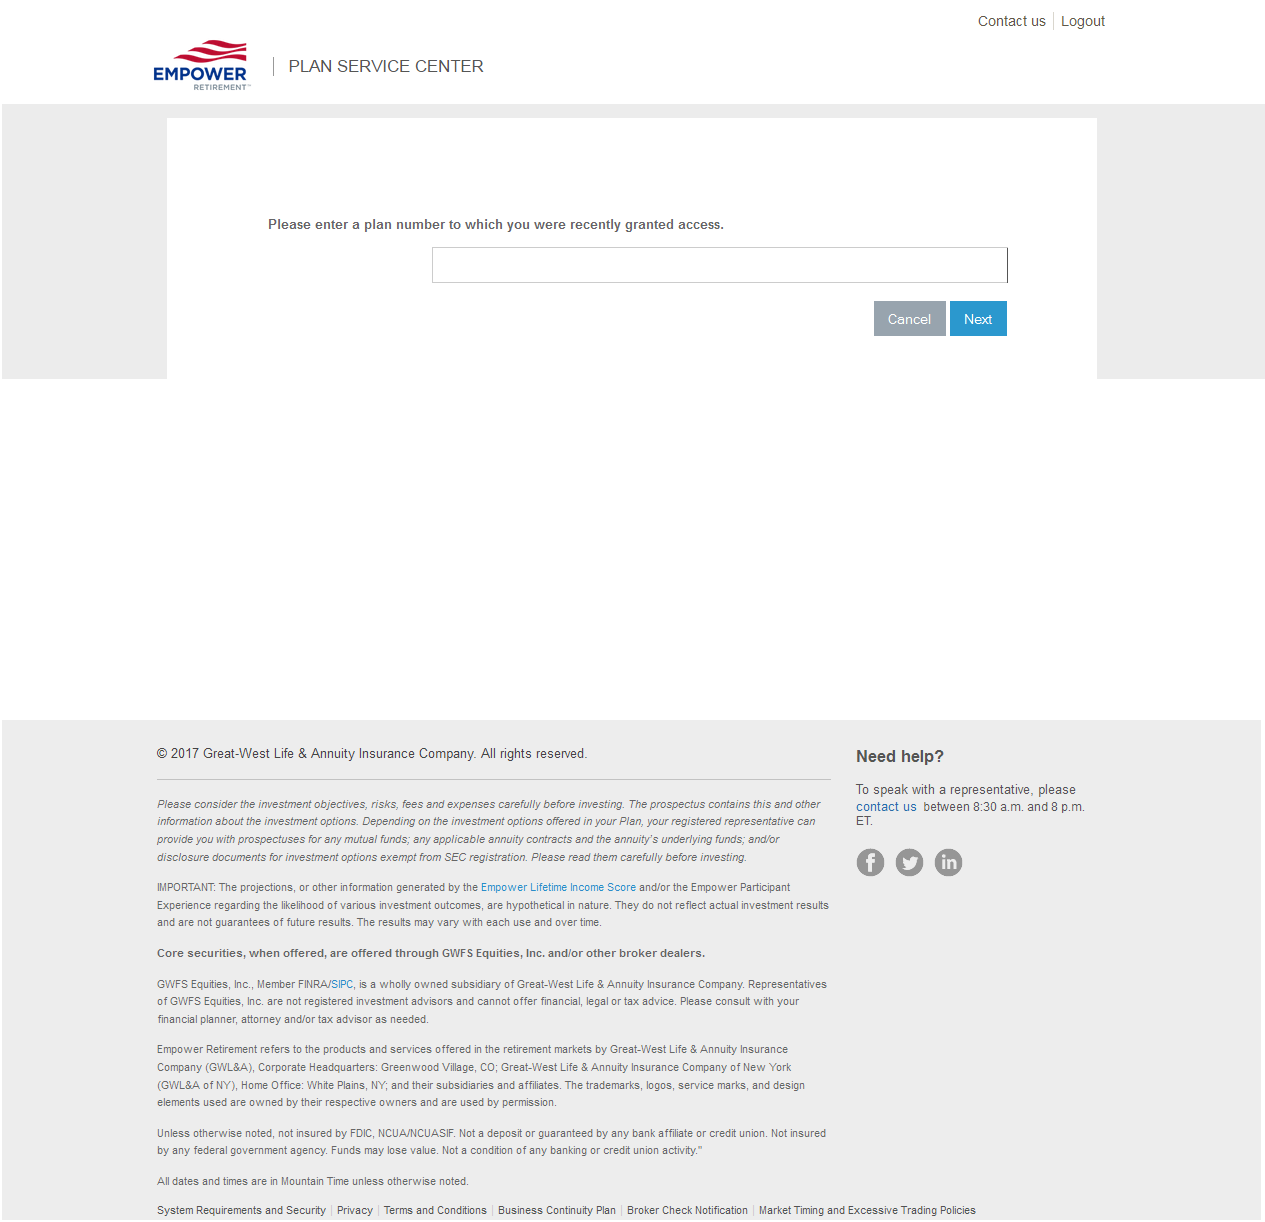 Contact us | Logout
EMPOWER
RETIREMENT™
PLAN SERVICE CENTER
Please enter a plan number to which you were recently granted access.
Cancel Next
© 2017 Great-West Life & Annuity Insurance Company. All rights reserved.
Please consider the investment objectives, risks, fees and expenses carefully before investing. The prospectus contains this and other
information about the investment options. Depending on the investment options offered in your Plan, your registered representative can
provide you with prospectuses for any mutual funds; any applicable annuity contracts and the annuity's underlying funds; and/or
disclosure documents for investment options exempt from SEC registration. Please read them carefully before investing.
IMPORTANT: The projections, or other information generated by the Empower Lifetime Income Score and/or the Empower Participant
Experience regarding the likelihood of various investment outcomes, are hypothetical in nature. They do not reflect actual investment results
and are not guarantees of future results. The results may vary with each use and over time.
Core securities, when offered, are offered through GWFS Equities, Inc. and/or other broker dealers.
GWFS Equities, Inc., Member FINRA/SIPC, is a wholly owned subsidiary of Great-West Life & Annuity Insurance Company. Representatives
of GWFS Equities, Inc. are not registered investment advisors and cannot offer financial, legal or tax advice. Please consult with your
financial planner, attorney and/or tax advisor as needed.
Empower Retirement refers to the products and services offered in the retirement markets by Great-West Life & Annuity Insurance
Company (GWL&A), Corporate Headquarters: Greenwood Village, CO; Great-West Life & Annuity Insurance Company of New York
(GWL&A of NY), Home Office: White Plains, NY; and their subsidiaries and affiliates. The trademarks, logos, service marks, and design
elements used are owned by their respective owners and are used by permission.
Unless otherwise noted, not insured by FDIC, NCUA/NCUASIF. Not a deposit or guaranteed by any bank affiliate or credit union. Not insured
by any federal government agency. Funds may lose value. Not a condition of any banking or credit union activity."
All dates and times are in Mountain Time unless otherwise noted.
Need help?
To speak with a representative, please
contact us between 8:30 a.m. and 8 p.m.
ET.
System Requirements and Security | Privacy | Terms and Conditions | Business Continuity Plan | Broker Check Notification | Market Timing and Excessive Trading Policies